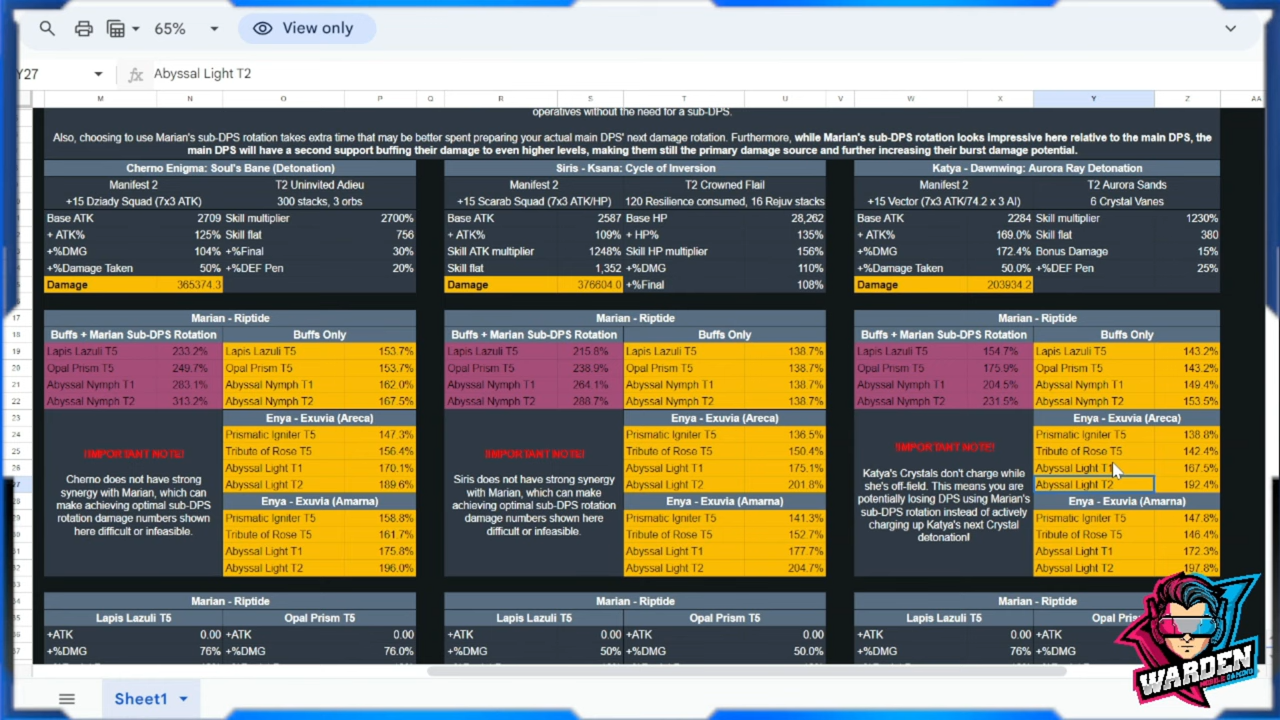 65%
View only
Y27
fx
Abyssal Light T2
M N O P Q R S T U V W X Y Z AA
operatives without the need for a sub-DPS.
Also, choosing to use Marian's sub-DPS rotation takes extra time that may be better spent preparing your actual main DPS' next damage rotation. Furthermore, while Marian's sub-DPS rotation looks impressive here relative to the main DPS, the
main DPS will have a second support buffing their damage to even higher levels, making them still the primary damage source and further increasing their burst damage potential.
Cherno Enigma: Soul's Bane (Detonation)
Manifest 2 T2 Uninvited Adieu
+15 Dziady Squad (7x3 ATK) 300 stacks, 3 orbs
Base ATK 2709 Skill multiplier 2700%
+ ATK% 125% Skill flat 756
+%DMG 104% +%Final 30%
+%Damage Taken 50% +%DEF Pen 20%
Damage 365374.3
Siris - Ksana: Cycle of Inversion
Manifest 2 T2 Crowned Flail
+15 Scarab Squad (7x3 ATK/HP) 120 Resilience consumed, 16 Rejuv stacks
Base ATK 2587 Base HP 28,262
+ ATK% 109% + HP% 135%
Skill ATK multiplier 1248% Skill HP multiplier 156%
Skill flat 1,352 +%DMG 110%
Damage 376604.0 +%Final 108%
Katya - Dawnwing: Aurora Ray Detonation
Manifest 2 T2 Aurora Sands
+15 Vector (7x3 ATK/74.2 x 3 AI) 6 Crystal Vanes
Base ATK 2284 Skill multiplier 1230%
+ ATK% 169.0% Skill flat 380
+%DMG 172.4% Bonus Damage 15%
+%Damage Taken 50.0% +%DEF Pen 25%
Damage 203934.2
17
18
19
20
21
22
23
24
25
26
27
28
29
Marian - Riptide
Buffs + Marian Sub-DPS Rotation Buffs Only
Lapis Lazuli T5 233.2% Lapis Lazuli T5 153.7%
Opal Prism T5 249.7% Opal Prism T5 153.7%
Abyssal Nymph T1 283.1% Abyssal Nymph T1 162.0%
Abyssal Nymph T2 313.2% Abyssal Nymph T2 167.5%
Enya - Exuvia (Areca)
Prismatic Igniter T5 147.3%
Tribute of Rose T5 156.4%
Abyssal Light T1 170.1%
Abyssal Light T2 189.6%
Enya - Exuvia (Amarna)
Prismatic Igniter T5 158.8%
Tribute of Rose T5 161.7%
Abyssal Light T1 175.8%
Abyssal Light T2 196.0%
!IMPORTANT NOTE!
Cherno does not have strong
synergy with Marian, which can
make achieving optimal sub-DPS
rotation damage numbers shown
here difficult or infeasible.
Marian - Riptide
Buffs + Marian Sub-DPS Rotation Buffs Only
Lapis Lazuli T5 215.8% Lapis Lazuli T5 138.7%
Opal Prism T5 238.9% Opal Prism T5 138.7%
Abyssal Nymph T1 264.1% Abyssal Nymph T1 138.7%
Abyssal Nymph T2 288.7% Abyssal Nymph T2 138.7%
Enya - Exuvia (Areca)
Prismatic Igniter T5 136.5%
Tribute of Rose T5 150.4%
Abyssal Light T1 175.1%
Abyssal Light T2 201.8%
Enya - Exuvia (Amarna)
Prismatic Igniter T5 141.3%
Tribute of Rose T5 152.7%
Abyssal Light T1 177.7%
Abyssal Light T2 204.7%
!IMPORTANT NOTE!
Siris does not have strong
synergy with Marian, which can
make achieving optimal sub-DPS
rotation damage numbers shown
here difficult or infeasible.
Marian - Riptide
Buffs + Marian Sub-DPS Rotation Buffs Only
Lapis Lazuli T5 154.7% Lapis Lazuli T5 143.2%
Opal Prism T5 175.9% Opal Prism T5 143.2%
Abyssal Nymph T1 204.5% Abyssal Nymph T1 149.4%
Abyssal Nymph T2 231.5% Abyssal Nymph T2 153.5%
Enya - Exuvia (Areca)
Prismatic Igniter T5 138.8%
Tribute of Rose T5 142.4%
Abyssal Light T1 167.5%
Abyssal Light T2 192.4%
Enya - Exuvia (Amarna)
Prismatic Igniter T5 147.8%
Tribute of Rose T5 146.4%
Abyssal Light T1 172.3%
Abyssal Light T2 197.8%
!IMPORTANT NOTE!
Katya's Crystals don't charge while
she's off-field. This means you are
potentially losing DPS using Marian's
sub-DPS rotation instead of actively
charging up Katya's next Crystal
detonation!
Marian - Riptide
Lapis Lazuli T5 Opal Prism T5
+ATK 0.00 +ATK 0.00
+%DMG 76% +%DMG 76.0%
Marian - Riptide
Lapis Lazuli T5 Opal Prism T5
+ATK 0.00 +ATK 0.00
+%DMG 50% +%DMG 50.0%
Marian - Riptide
Lapis Lazuli T5 Opal
+ATK 0.00 +ATK
+%DMG 76% +%DMG
Sheet1
WARDEN
MOBILE GAMING